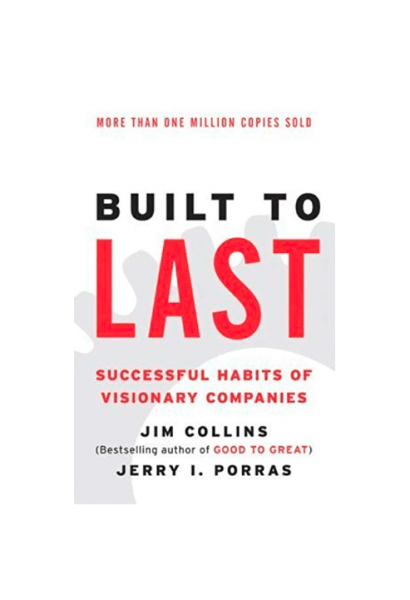 MORE THAN ONE MILLION COPIES SOLD
BUILT TO
LAST
SUCCESSFUL HABITS OF
VISIONARY COMPANIES
JIM COLLINS
(Bestselling author of GOOD TO GREAT)
JERRY I. PORRAS